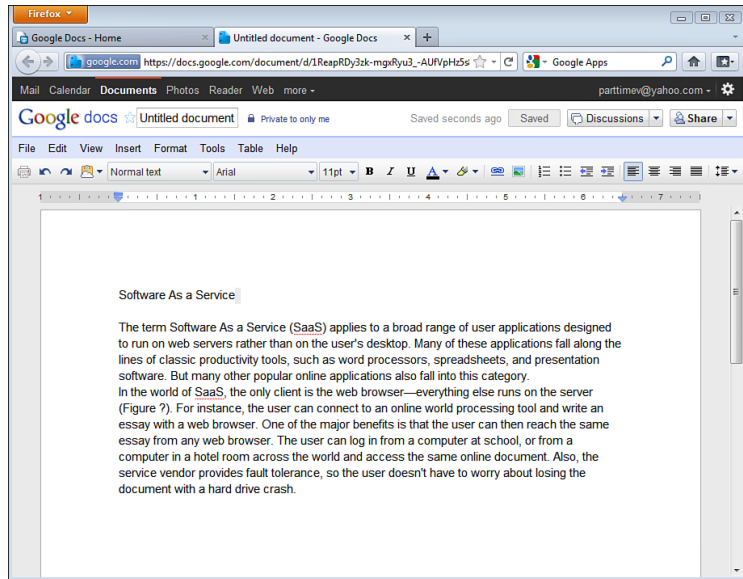 Firefox
Google Docs - Home
Untitled document - Google Docs
google.com https://docs.google.com/document/d/1ReapRDy3zk-mgxRyu3_-AUfVpHz5s
Google Apps
Mail Calendar Documents Photos Reader Web more
parttimev@yahoo.com
Google docs Untitled document Private to only me Saved seconds ago Saved Discussions Share
File Edit View Insert Format Tools Table Help
Normal text Arial 11pt B I U A
1 1 2 3 4 5 6 7
Software As a Service
The term Software As a Service (SaaS) applies to a broad range of user applications designed
to run on web servers rather than on the user's desktop. Many of these applications fall along the
lines of classic productivity tools, such as word processors, spreadsheets, and presentation
software. But many other popular online applications also fall into this category.
In the world of SaaS, the only client is the web browser—everything else runs on the server
(Figure ?). For instance, the user can connect to an online world processing tool and write an
essay with a web browser. One of the major benefits is that the user can then reach the same
essay from any web browser. The user can log in from a computer at school, or from a
computer in a hotel room across the world and access the same online document. Also, the
service vendor provides fault tolerance, so the user doesn't have to worry about losing the
document with a hard drive crash.